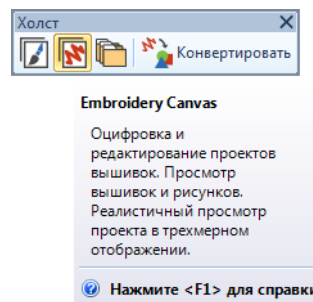 Холст
Конвертировать
Embroidery Canvas
Оцифровка и
редактирование проектов
вышивок. Просмотр
вышивок и рисунков.
Реалистичный просмотр
проекта в трехмерном
отображении.
Нажмите <F1> для справки